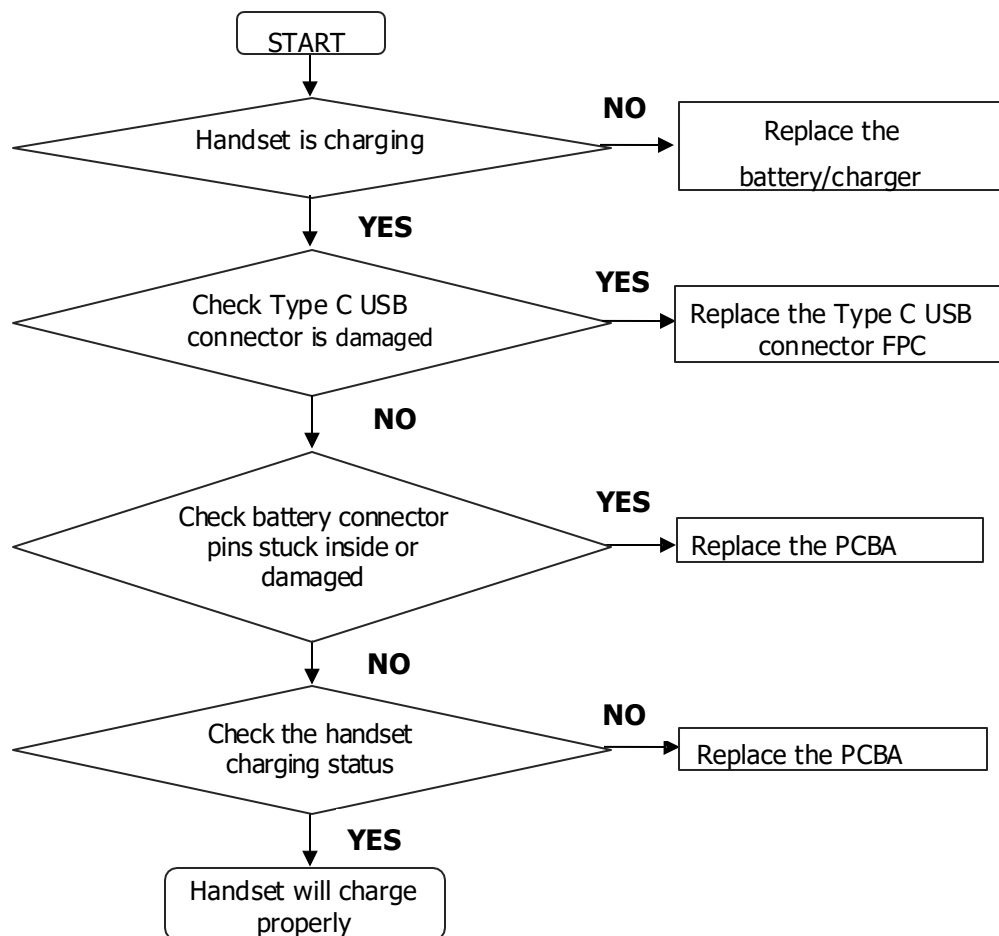 START
Handset is charging
NO
Replace the
battery/charger
YES
Check Type C USB
connector is damaged
YES
Replace the Type C USB
connector FPC
NO
Check battery connector
pins stuck inside or
damaged
YES
Replace the PCBA
NO
Check the handset
charging status
NO
Replace the PCBA
YES
Handset will charge
properly